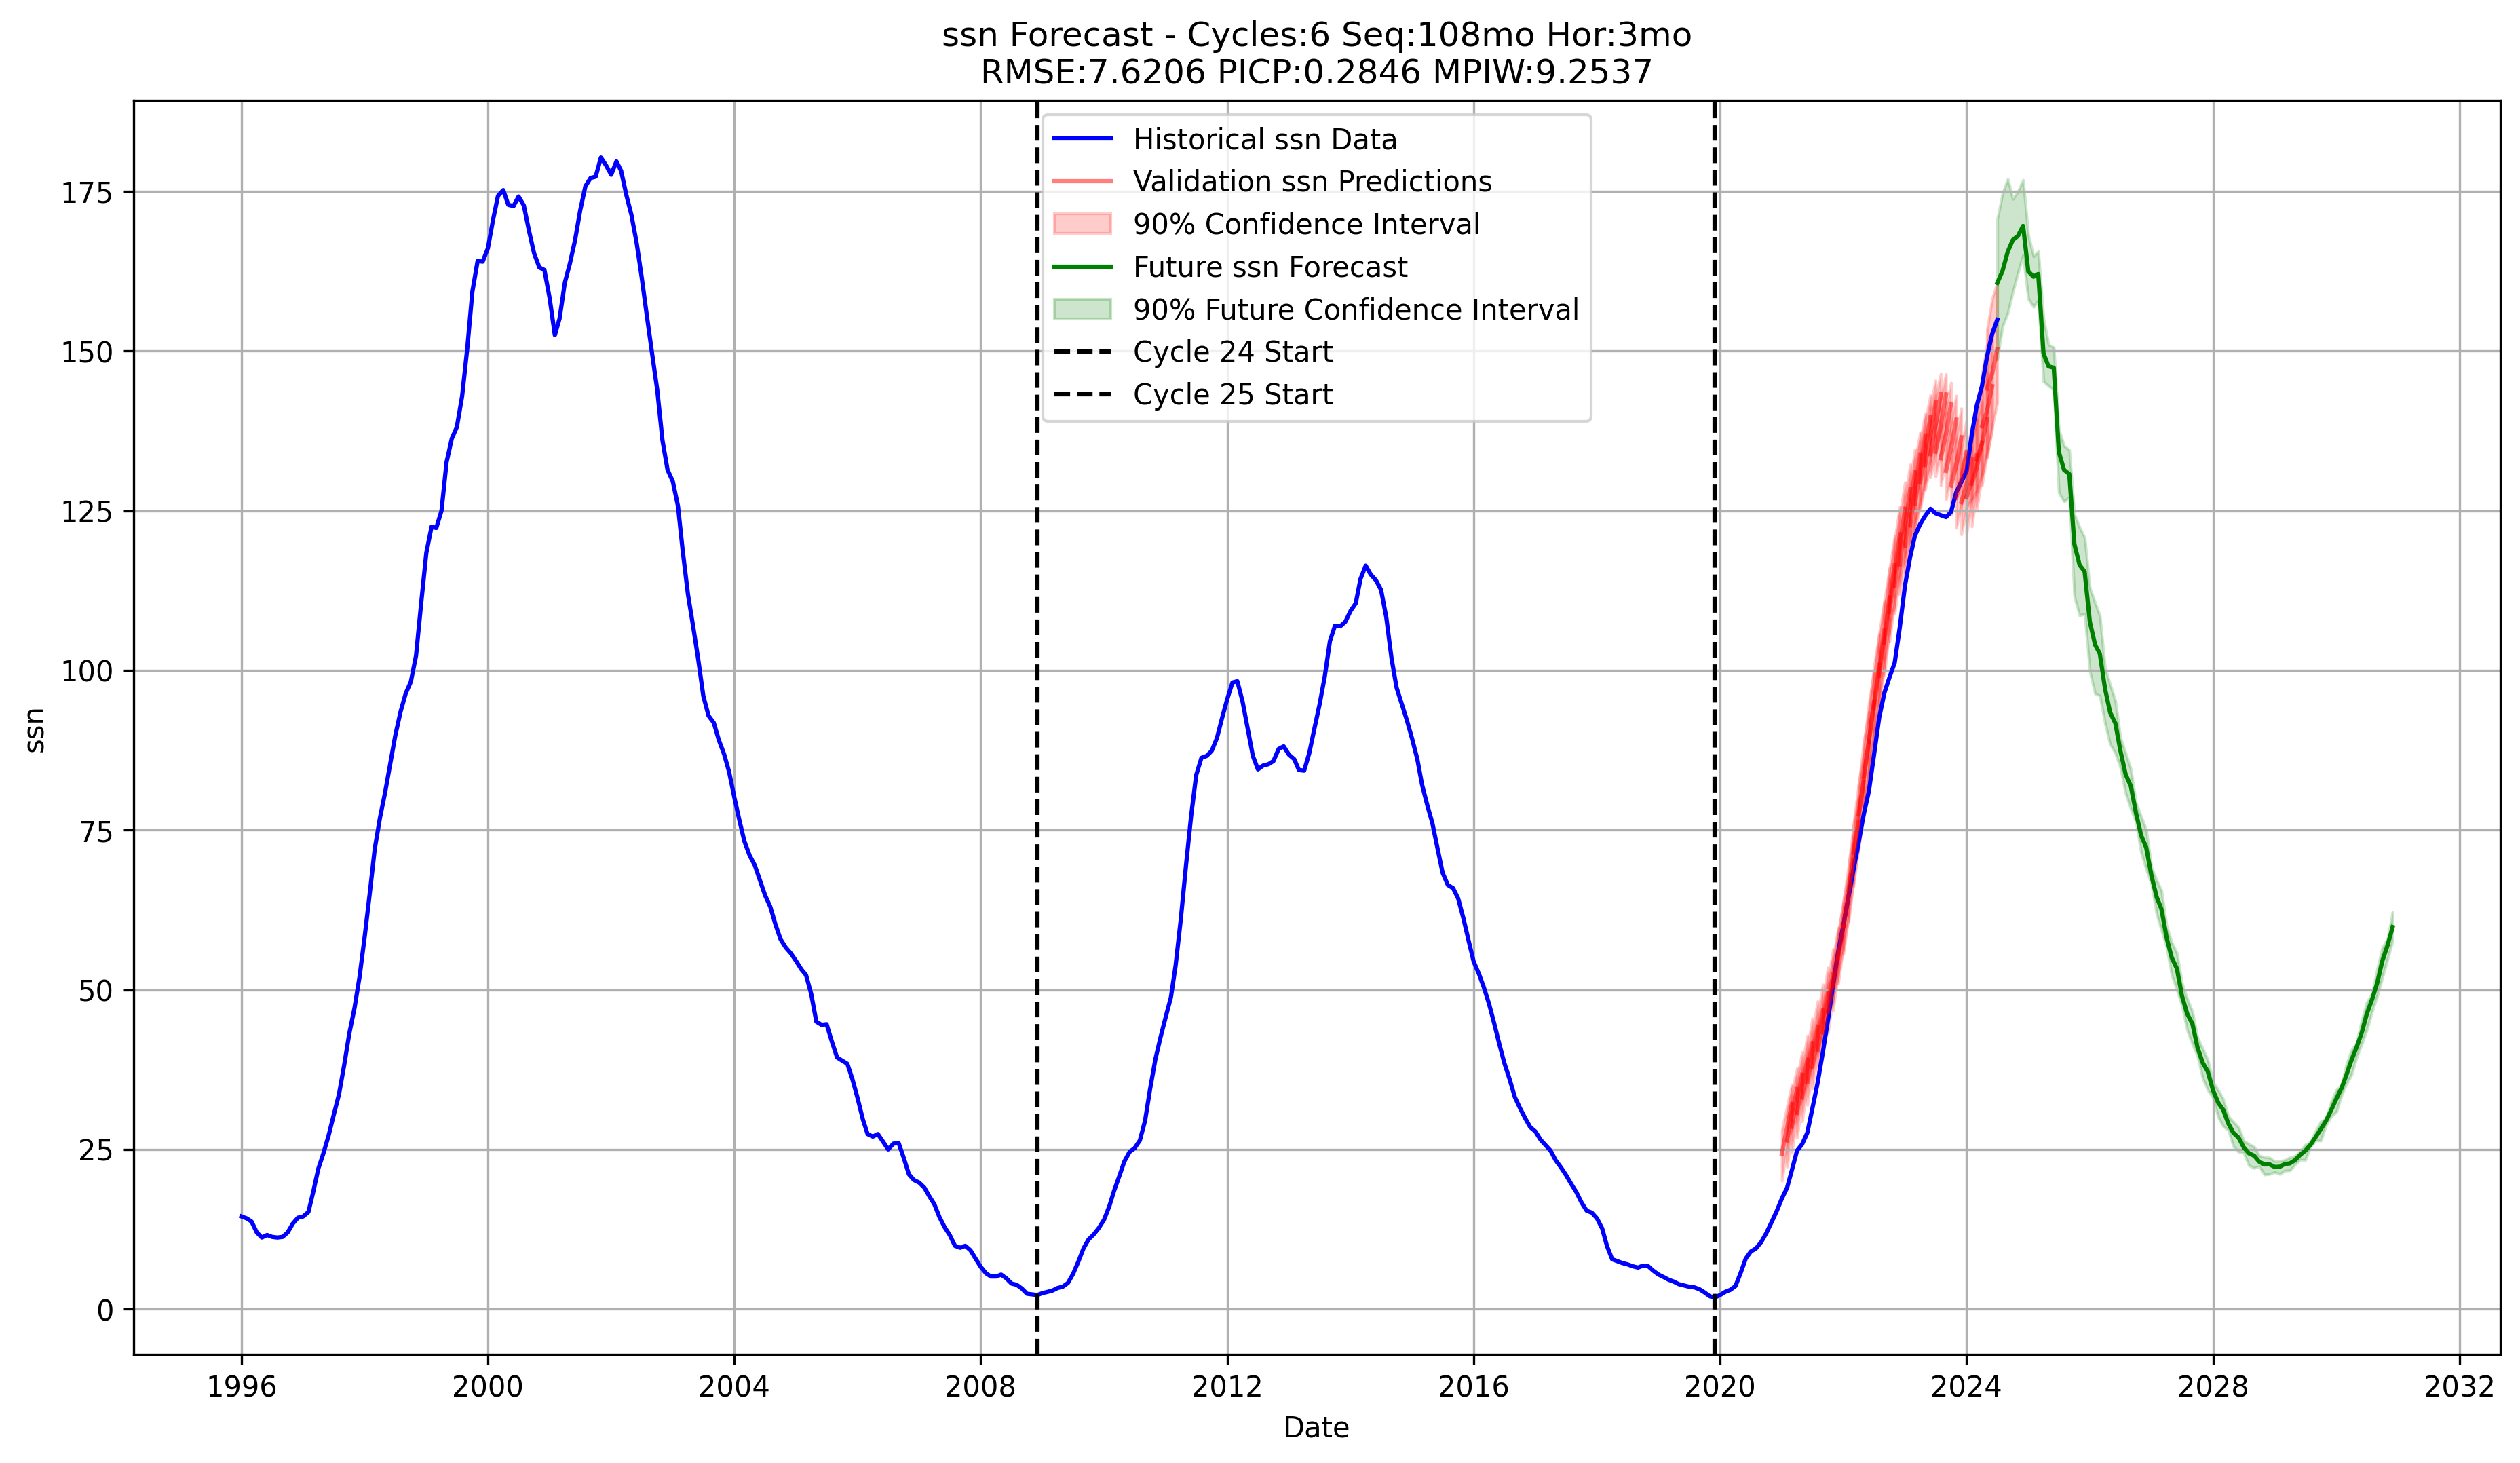 ssn Forecast - Cycles:6 Seq:108mo Hor:3mo
RMSE:7.6206 PICP:0.2846 MPIW:9.2537
Historical ssn Data
Validation ssn Predictions
90% Confidence Interval
Future ssn Forecast
90% Future Confidence Interval
Cycle 24 Start
Cycle 25 Start
175
150
125
100
75
50
25
0
ssn
1996 2000 2004 2008 2012 2016 2020 2024 2028 2032
Date